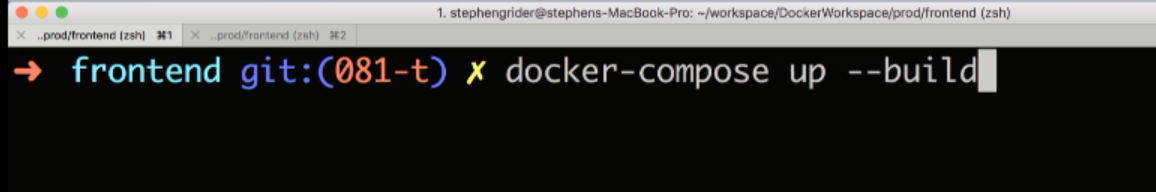 1. stephengrider@stephens-MacBook-Pro: ~/workspace/DockerWorkspace/prod/frontend (zsh)
× ..prod/frontend (zsh) ⌘1 × ..prod/frontend (zsh) ⌘2
➜ frontend git:(081-t) ✗ docker-compose up --build